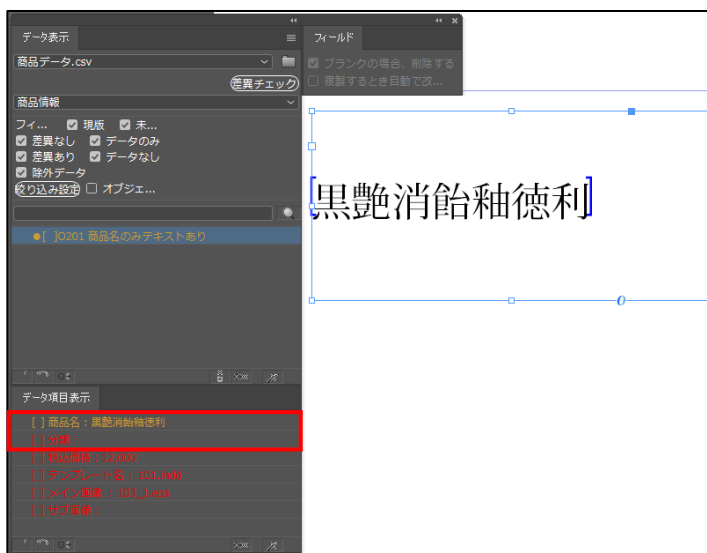 データ表示
商品データ.csv
差異チェック
商品情報
フィ... 現版 未...
差異なし データのみ
差異あり データなし
除外データ
絞り込み設定 オブジェ...
●[ ]O201 商品名のみテキストあり
データ項目表示
[ ] 商品名：黒艶消飴釉徳利
[ ] 分類：
[ ] 税込価格：12,000
[ ] テンプレート名：101.indd
[ ] メイン画像：
[ ] サブ画像：
フィールド
ブランクの場合、削除する
複製するとき自動で改...
黒艶消飴釉徳利